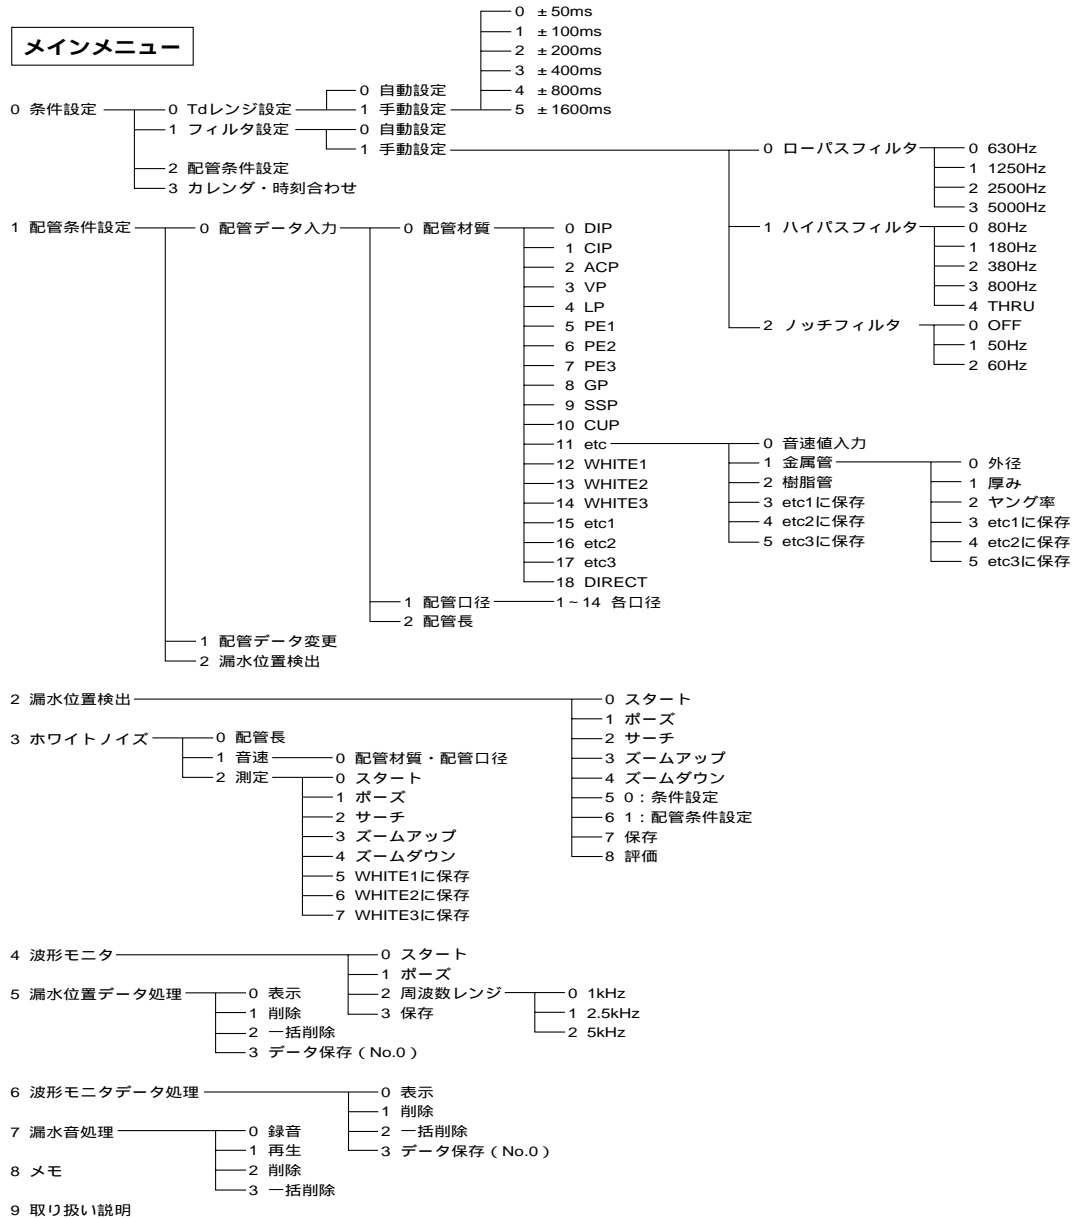 0 ± 50ms
1 ± 100ms
メインメニュー
2 ± 200ms
3 ± 400ms
0 自動設定
4 ± 800ms
0 条件設定
0 Tdレンジ設定
1 手動設定
5 ± 1600ms
1 フィルタ設定
0 自動設定
1 手動設定
0 ローパスフィルタ
0 630Hz
2 配管条件設定
1 1250Hz
3 カレンダ・時刻合わせ
2 2500Hz
3 5000Hz
1 配管条件設定
0 配管データ入力
0 配管材質
0 DIP
1 ハイパスフィルタ
0 80Hz
1 CIP
1 180Hz
2 ACP
2 380Hz
3 VP
3 800Hz
4 LP
4 THRU
5 PE1
2 ノッチフィルタ
0 OFF
6 PE2
1 50Hz
7 PE3
2 60Hz
8 GP
9 SSP
10 CUP
11 etc
0 音速値入力
12 WHITE1
1 金属管
0 外径
13 WHITE2
2 樹脂管
1 厚み
14 WHITE3
3 etc1に保存
2 ヤング率
15 etc1
4 etc2に保存
3 etc1に保存
16 etc2
5 etc3に保存
4 etc2に保存
17 etc3
5 etc3に保存
18 DIRECT
1 配管口径
1~14 各口径
2 配管長
1 配管データ変更
2 漏水位置検出
2 漏水位置検出
0 スタート
1 ポーズ
2 サーチ
3 ズームアップ
4 ズームダウン
5 0：条件設定
6 1：配管条件設定
7 保存
8 評価
3 ホワイトノイズ
0 配管長
1 音速
0 配管材質・配管口径
2 測定
0 スタート
1 ポーズ
2 サーチ
3 ズームアップ
4 ズームダウン
5 WHITE1に保存
6 WHITE2に保存
7 WHITE3に保存
4 波形モニタ
0 スタート
1 ポーズ
2 周波数レンジ
0 1kHz
1 2.5kHz
2 5kHz
3 保存
5 漏水位置データ処理
0 表示
1 削除
2 一括削除
3 データ保存（No.0）
6 波形モニタデータ処理
0 表示
1 削除
2 一括削除
3 データ保存（No.0）
7 漏水音処理
0 録音
1 再生
2 削除
3 一括削除
8 メモ
9 取り扱い説明